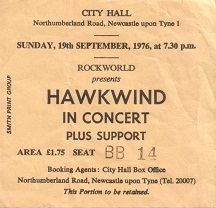 CITY HALL
Northumberland Road, Newcastle upon Tyne 1
SUNDAY, 19th SEPTEMBER, 1976, at 7.30 p.m.
ROCKWORLD
presents
HAWKWIND
IN CONCERT
PLUS SUPPORT
AREA £1.75 SEAT BB 14
Booking Agents: City Hall Box Office
Northumberland Road, Newcastle upon Tyne (Tel. 20007)
This Portion to be retained.
SMITH PRINT GROUP